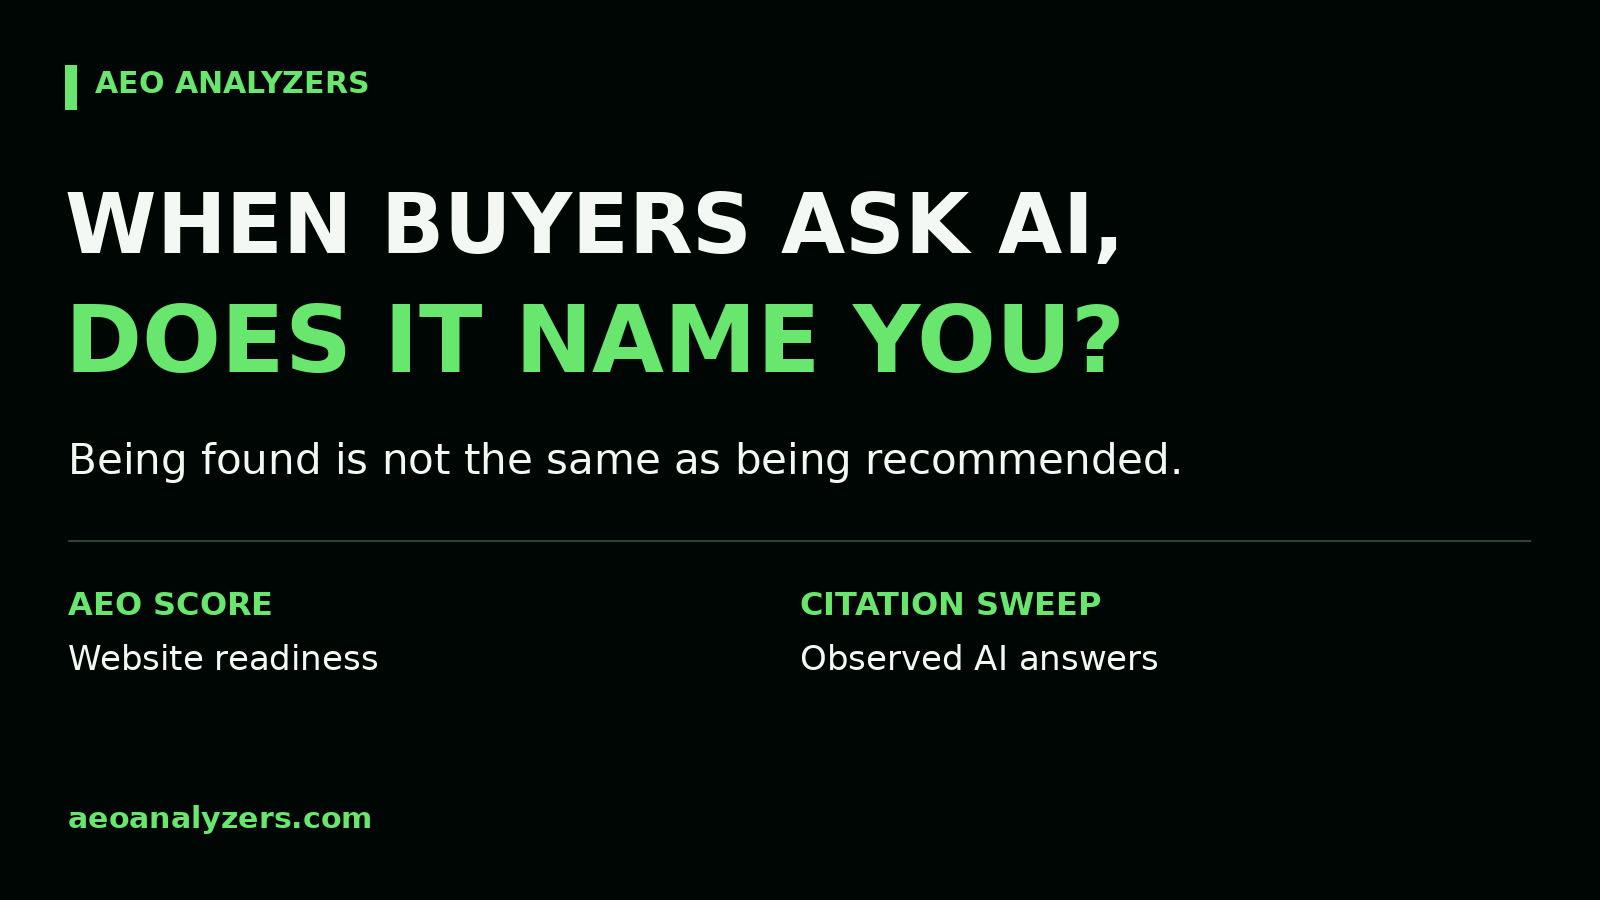 AEO ANALYZERS
WHEN BUYERS ASK AI,
DOES IT NAME YOU?
Being found is not the same as being recommended.
AEO SCORE
Website readiness
CITATION SWEEP
Observed AI answers
aeoanalyzers.com